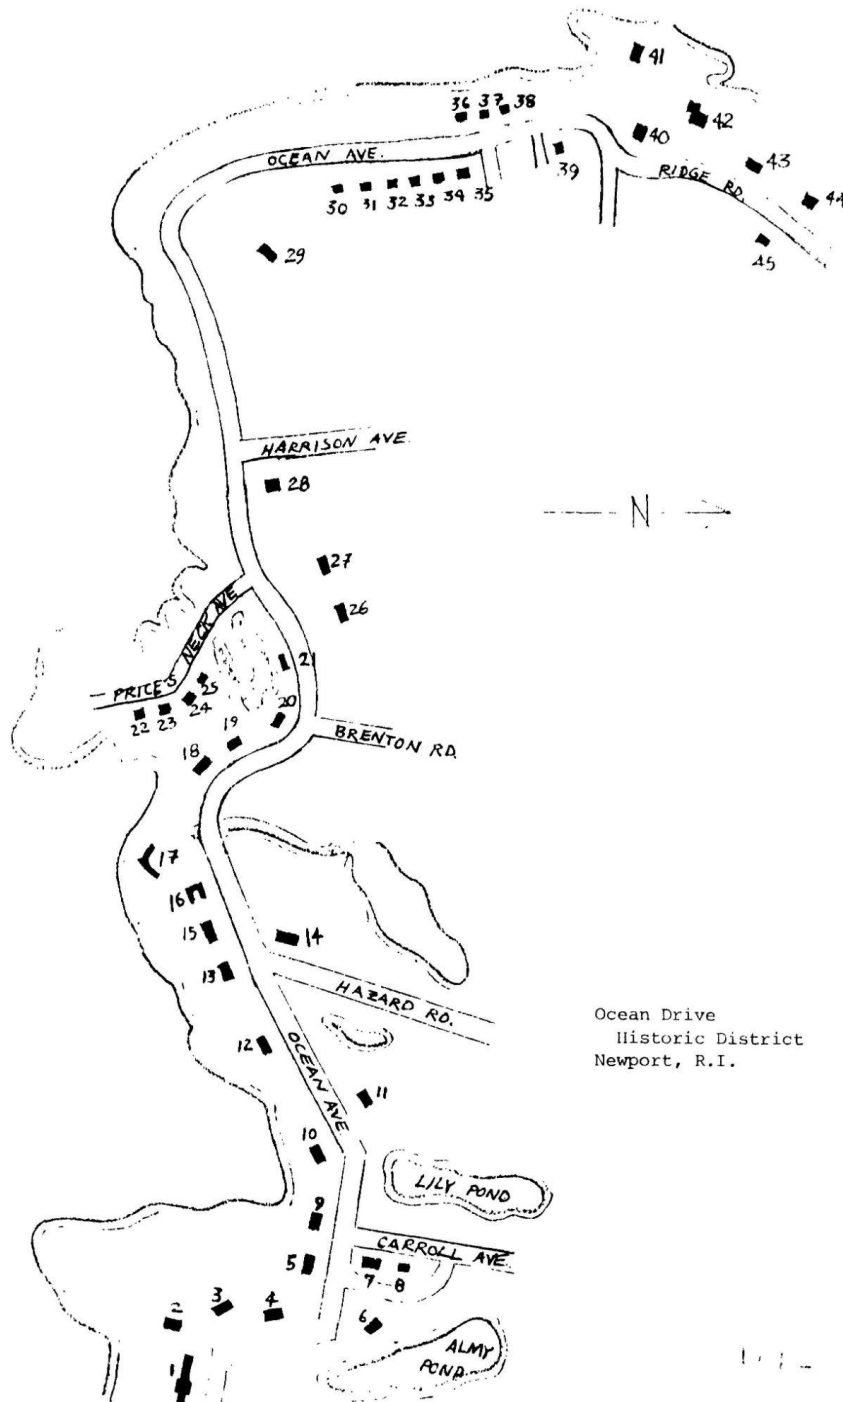 41
36 37 38
42
40
OCEAN AVE.
43
39
RIDGE RD.
30 31 32 33 34 35
44
45
29
HARRISON AVE.
28
N
27
26
PRICE'S NECK AVE
21
25
24
22 23
20
19
BRENTON RD.
18
17
16
15
14
13
HAZARD RD.
Ocean Drive
Historic District
Newport, R.I.
12
OCEAN AVE
11
10
LILY POND
9
CARROLL AVE.
5
7 8
3
2
4
6
ALMY
POND
1